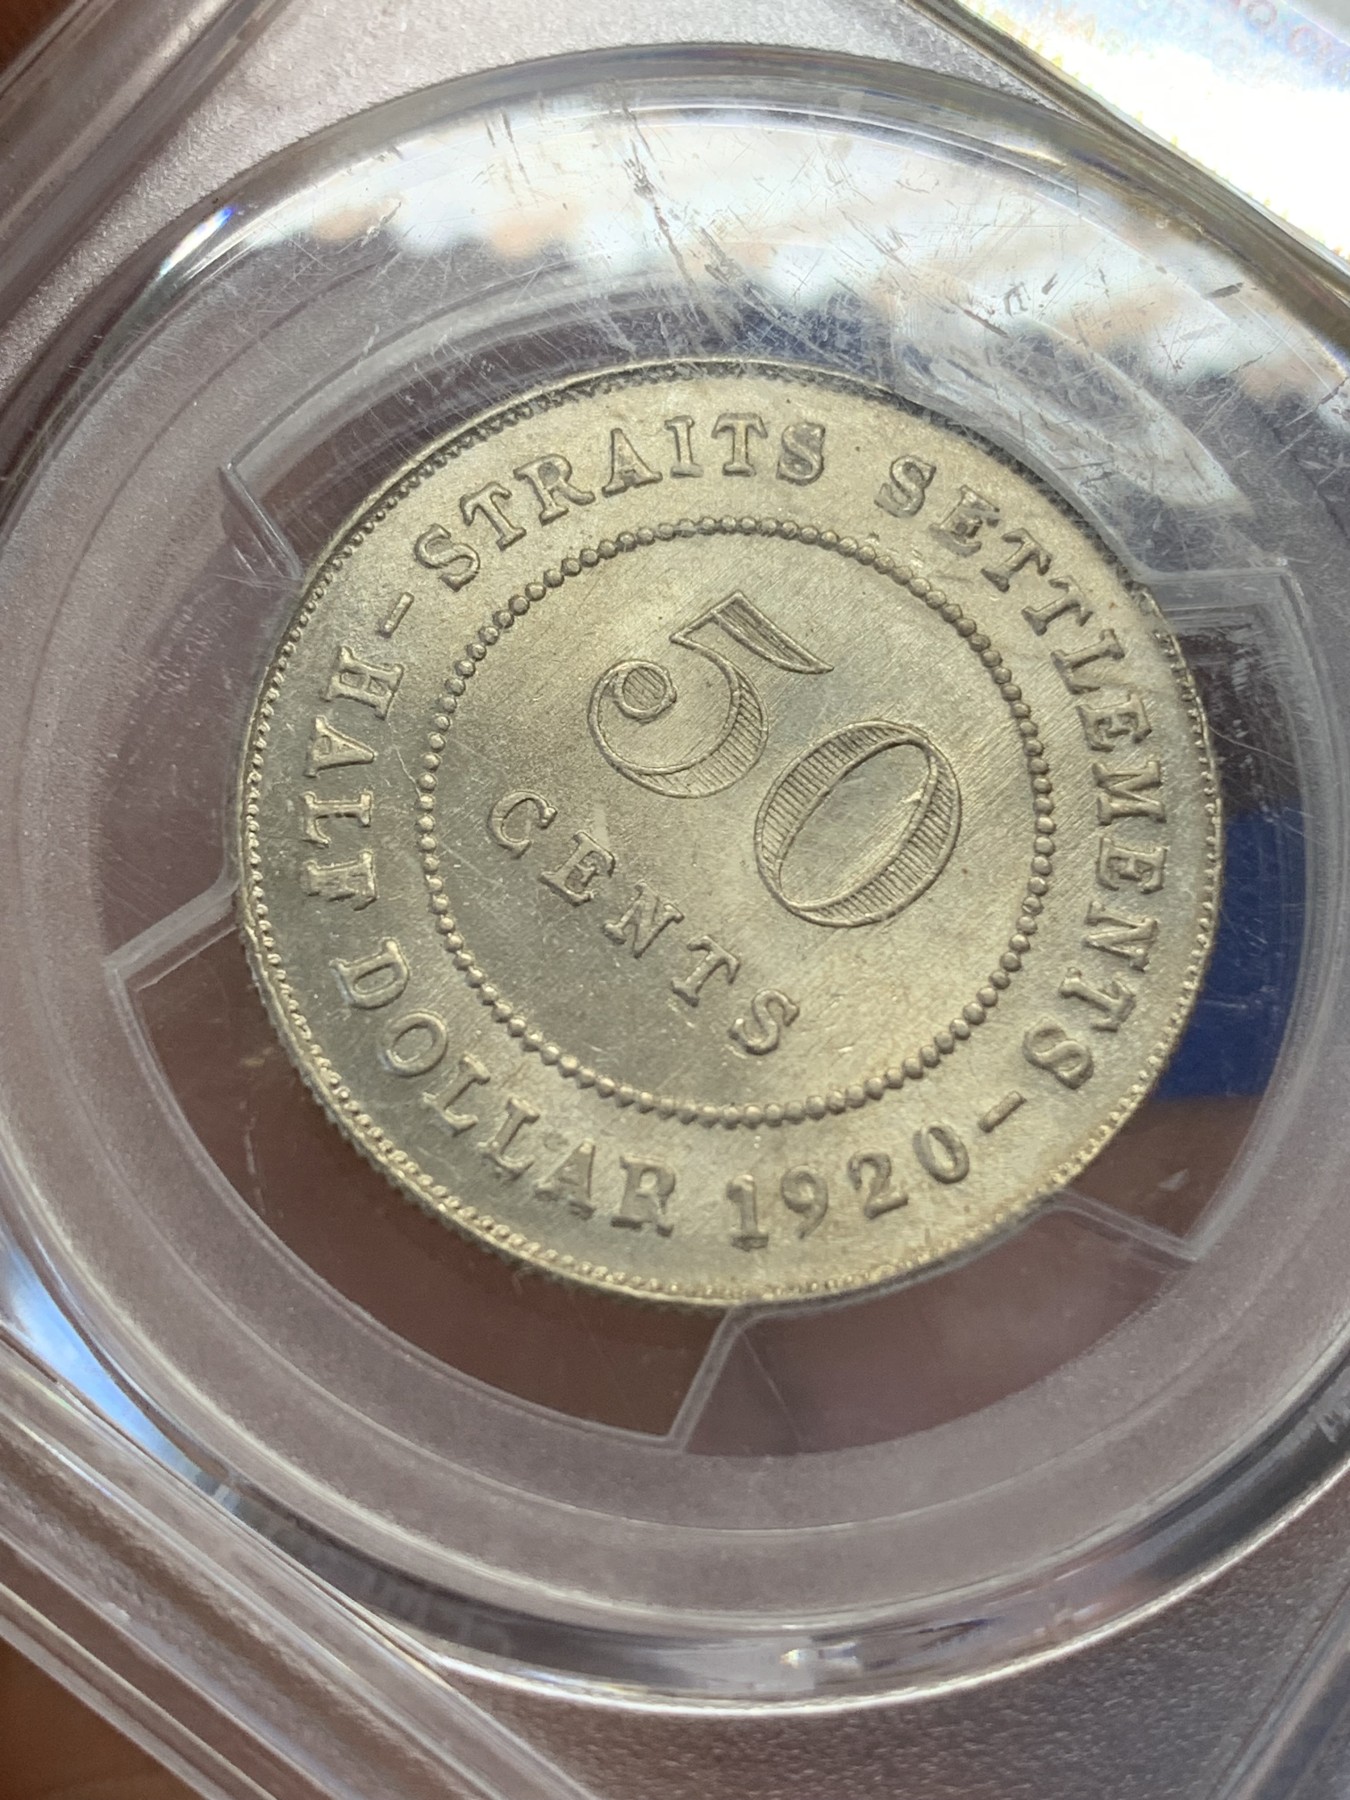 – STRAITS SETTLEMENTS –
HALF DOLLAR 1920
50
CENTS